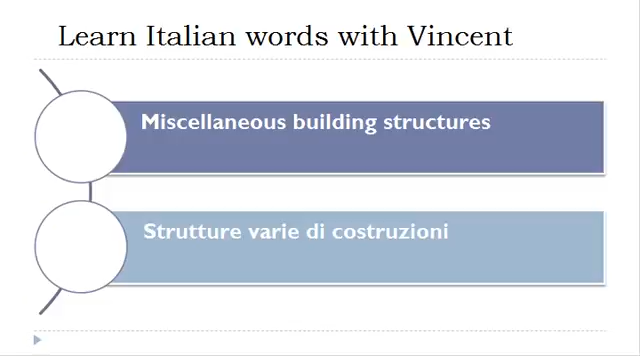 Learn Italian words with Vincent
Miscellaneous building structures
Strutture varie di costruzioni